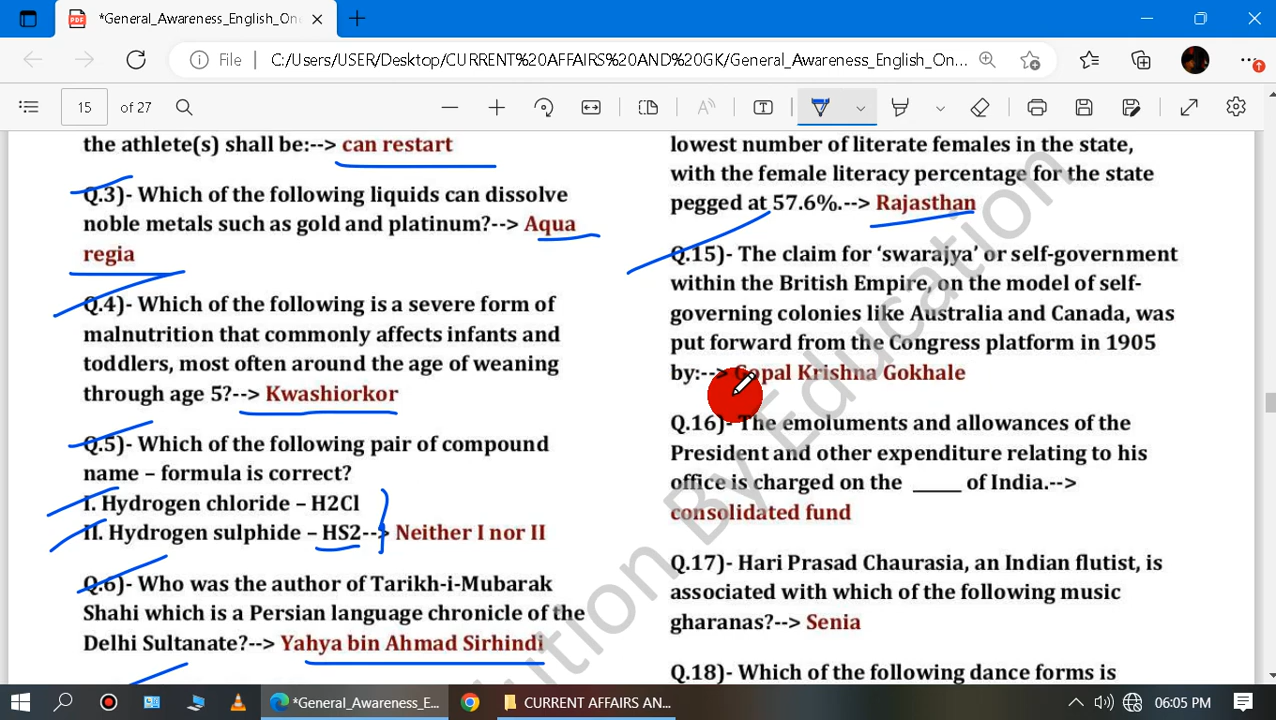 *General_Awareness_English_On
File
C:/Users/USER/Desktop/CURRENT%20AFFAIRS%20AND%20GK/General_Awareness_English_On...
15 of 27
the athlete(s) shall be:--> can restart
Q.3)- Which of the following liquids can dissolve
noble metals such as gold and platinum?--> Aqua
regia
Q.4)- Which of the following is a severe form of
malnutrition that commonly affects infants and
toddlers, most often around the age of weaning
through age 5?--> Kwashiorkor
Q.5)- Which of the following pair of compound
name – formula is correct?
I. Hydrogen chloride – H2Cl
II. Hydrogen sulphide – HS2--> Neither I nor II
Q.6)- Who was the author of Tarikh-i-Mubarak
Shahi which is a Persian language chronicle of the
Delhi Sultanate?--> Yahya bin Ahmad Sirhindi
lowest number of literate females in the state,
with the female literacy percentage for the state
pegged at 57.6%.--> Rajasthan
Q.15)- The claim for ‘swarajya’ or self-government
within the British Empire, on the model of self-
governing colonies like Australia and Canada, was
put forward from the Congress platform in 1905
by:--> Gopal Krishna Gokhale
Q.16)- The emoluments and allowances of the
President and other expenditure relating to his
office is charged on the _____ of India.-->
consolidated fund
Q.17)- Hari Prasad Chaurasia, an Indian flutist, is
associated with which of the following music
gharanas?--> Senia
Q.18)- Which of the following dance forms is
ution By Education
*General_Awareness_E...
CURRENT AFFAIRS AN...
06:05 PM